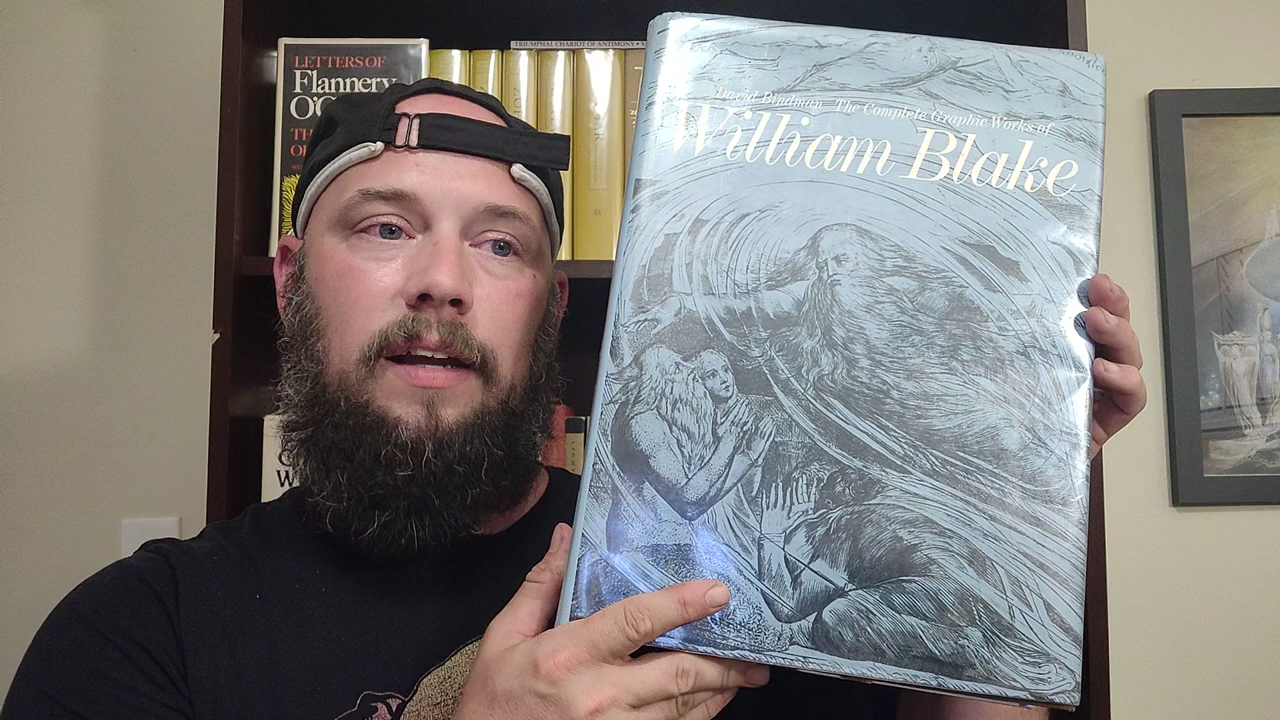 TRIUMPHAL CHARIOT OF ANTIMONY
LETTERS OF
Flannery
David Bindman The Complete Graphic Works of
William Blake